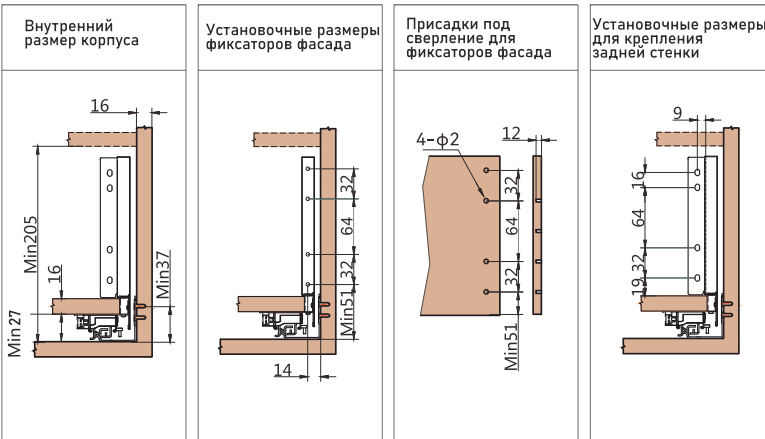 Внутренний
размер корпуса
16
Min205
16
Min37
Min27
Установочные размеры
фиксаторов фасада
32
64
32
Min51
14
Присадки под
сверление для
фиксаторов фасада
12
4-ф2
32
64
32
Min51
Установочные размеры
для крепления
задней стенки
9
16
64
32
19